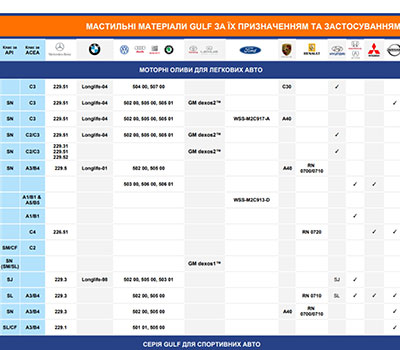 МАСТИЛЬНІ МАТЕРІАЛИ GULF ЗА ЇХ ПРИЗНАЧЕННЯМ ТА ЗАСТОСУВАННЯМ
Клас за API Клас за ACEA
МОТОРНІ ОЛИВИ ДЛЯ ЛЕГКОВИХ АВТО
C3 229.51 Longlife-04 504 00, 507 00 C30 ✓
SN C3 229.51 Longlife-04 502 00, 505 00, 505 01 GM dexos2™ ✓
SN C3 229.51 Longlife-04 502 00, 505 00, 505 01 WSS-M2C917-A A40
SN C2/C3 229.51 Longlife-04 502 00, 505 00, 505 01 GM dexos2™ ✓
SN C2/C3 229.31 229.51 229.52 GM dexos2™ ✓
SN A3/B4 229.5 Longlife-01 502 00, 505 00 A40 RN 0700/0710
503 00, 506 00, 506 01 ✓ ✓
A1/B1 & A5/B5 WSS-M2C913-D
A1/B1 ✓
C4 226.51 RN 0720 ✓ ✓
SM/CF C2
SN (SM/SL) GM dexos1™
SJ 229.3 Longlife-98 502 00, 505 00, 503 01 SJ ✓
SL A3/B4 229.3 502 00, 505 00 RN 0710 SL ✓ ✓ ✓
SN A3/B4 229.3 502 00, 505 00 A40 RN 0700/0710 ✓
SL/CF A3/B4 229.1 501 01, 505 00 ✓
СЕРІЯ GULF ДЛЯ СПОРТИВНИХ АВТО